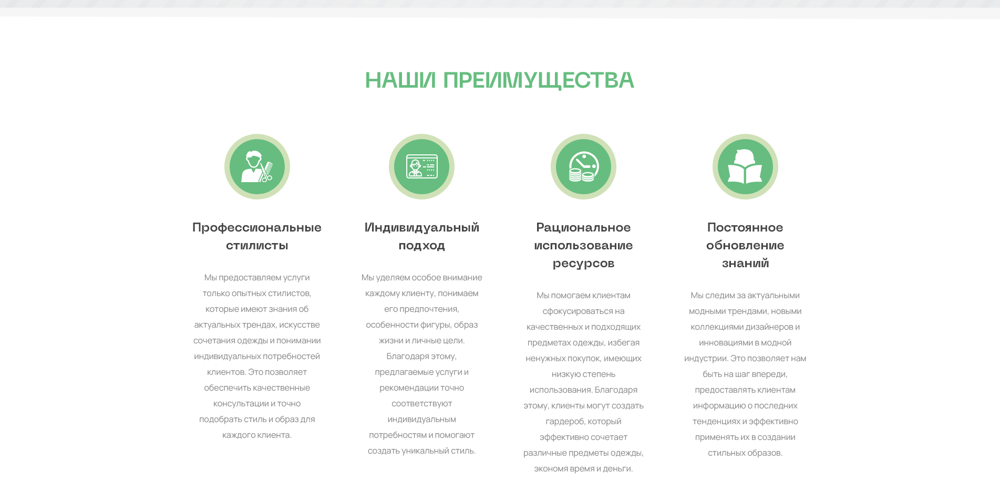 НАШИ ПРЕИМУЩЕСТВА
Профессиональные
стилисты
Мы предоставляем услуги
только опытных стилистов,
которые имеют знания об
актуальных трендах, искусстве
сочетания одежды и понимании
индивидуальных потребностей
клиентов. Это позволяет
обеспечить качественные
консультации и точно
подобрать стиль и образ для
каждого клиента.
Индивидуальный
подход
Мы уделяем особое внимание
каждому клиенту, понимаем
его предпочтения,
особенности фигуры, образ
жизни и личные цели.
Благодаря этому,
предлагаемые услуги и
рекомендации точно
соответствуют
индивидуальным
потребностям и помогают
создать уникальный стиль.
Рациональное
использование
ресурсов
Мы помогаем клиентам
сфокусироваться на
качественных и подходящих
предметах одежды, избегая
ненужных покупок, имеющих
низкую степень
использования. Благодаря
этому, клиенты могут создать
гардероб, который
эффективно сочетает
различные предметы одежды,
экономя время и деньги.
Постоянное
обновление
знаний
Мы следим за актуальными
модными трендами, новыми
коллекциями дизайнеров и
инновациями в модной
индустрии. Это позволяет нам
быть на шаг впереди,
предоставлять клиентам
информацию о последних
тенденциях и эффективно
применять их в создании
стильных образов.